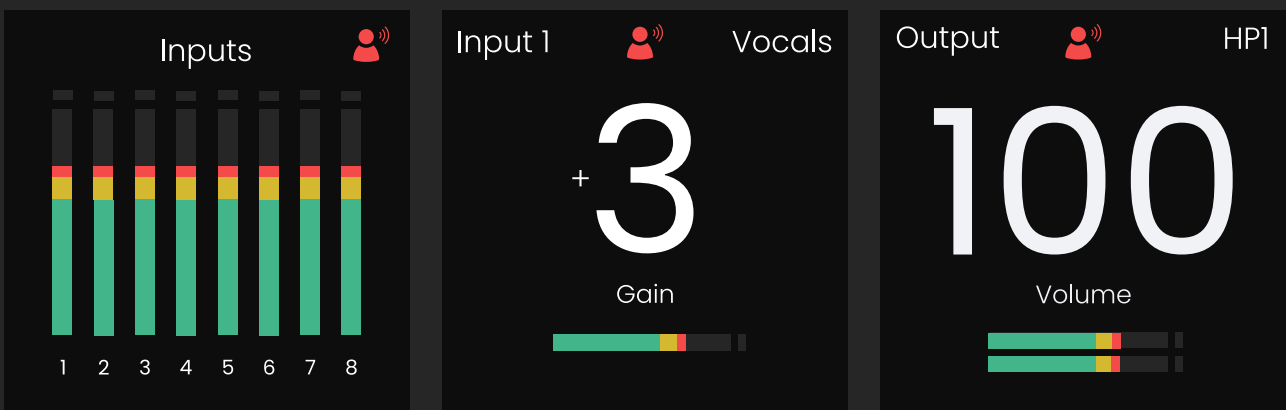 Inputs
1 2 3 4 5 6 7 8
Input 1 Vocals
+3
Gain
Output HP1
100
Volume